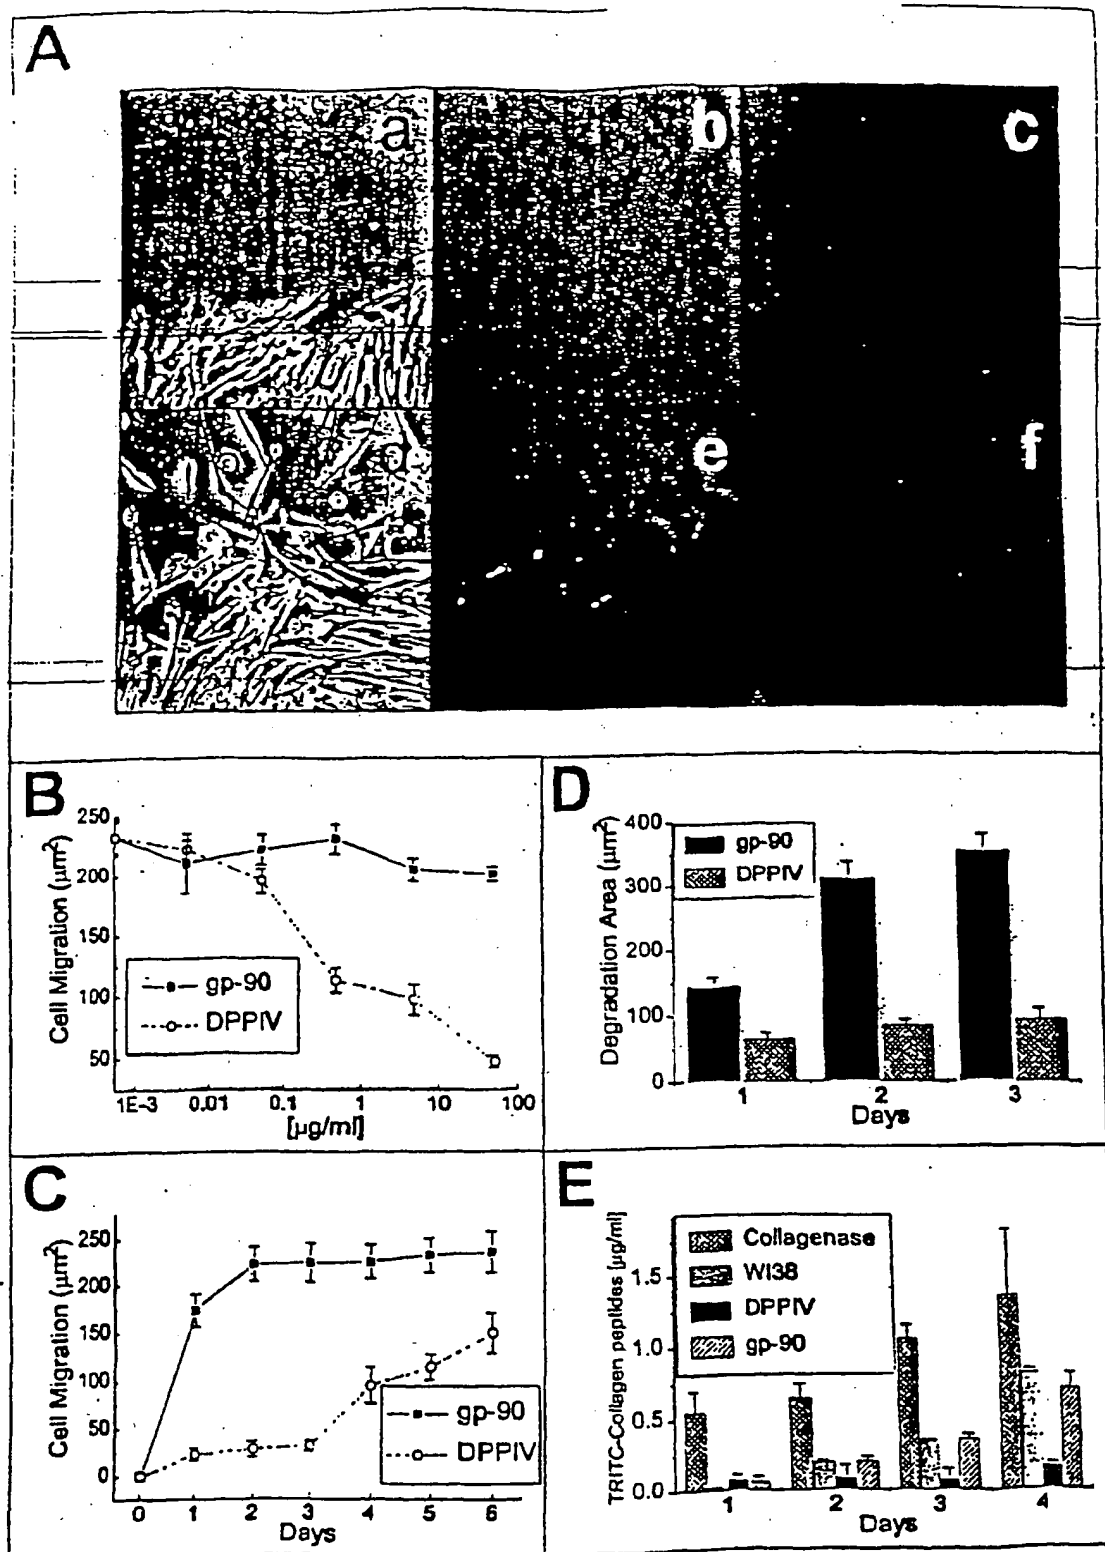 A
a
b
c
d
e
f
B
Cell Migration (μm²)
250
200
150
100
50
gp-90
DPPIV
1E-3 0.01 0.1 1 10 100
[μg/ml]
C
Cell Migration (μm²)
250
200
150
100
50
0
gp-90
DPPIV
0 1 2 3 4 5 6
Days
D
Degradation Area (μm²)
400
300
200
100
0
gp-90
DPPIV
1 2 3
Days
E
TRITC-Collagen peptides [μg/ml]
1.5
1.0
0.5
0.0
Collagenase
WI38
DPPIV
gp-90
1 2 3 4
Days